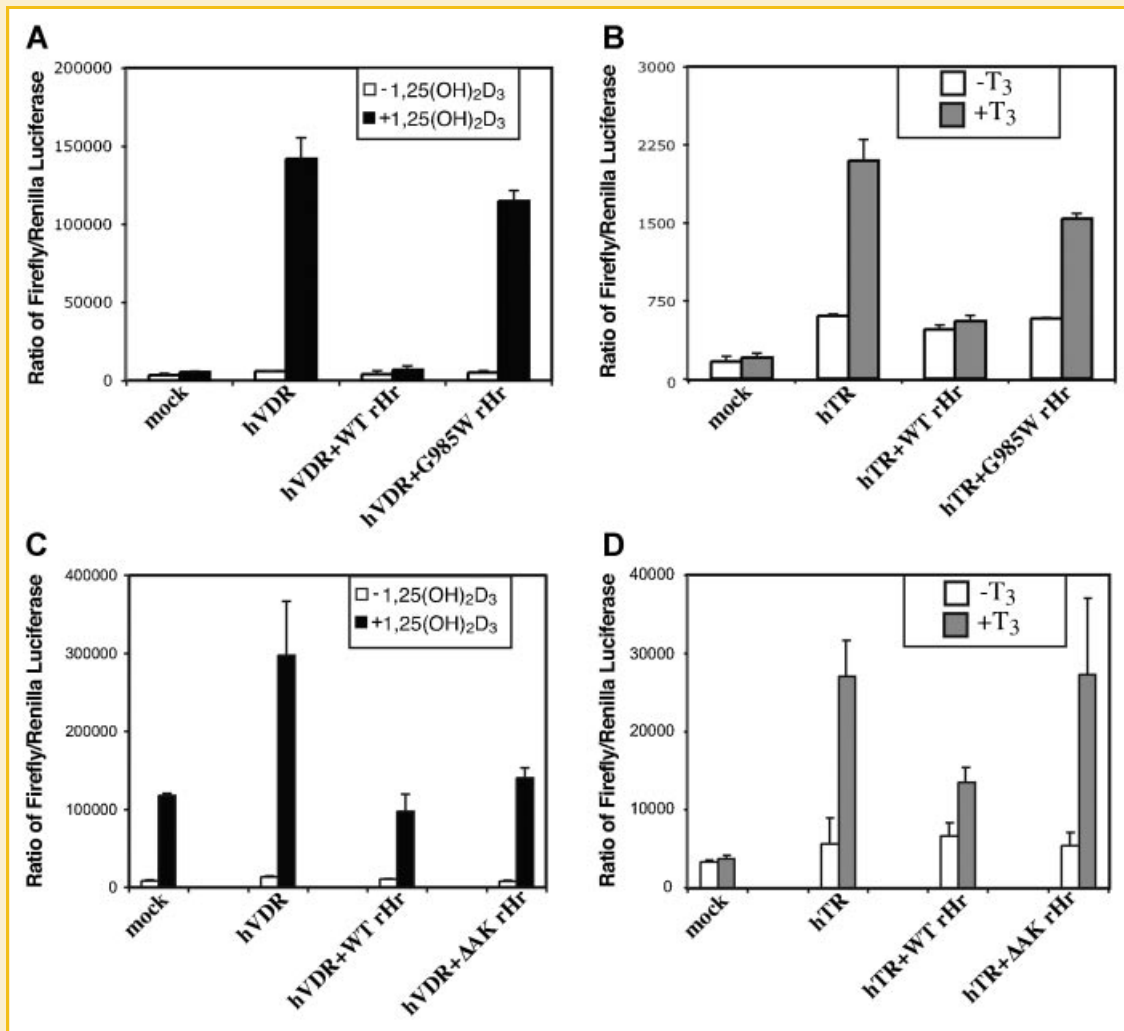 A
Ratio of Firefly/Renilla Luciferase
200000
150000
100000
50000
0
-1,25(OH)₂D₃
+1,25(OH)₂D₃
mock
hVDR
hVDR+WT rHr
hVDR+G985W rHr
B
Ratio of Firefly/Renilla Luciferase
3000
2250
1500
750
0
-T₃
+T₃
mock
hTR
hTR+WT rHr
hTR+G985W rHr
C
Ratio of Firefly/Renilla Luciferase
400000
300000
200000
100000
0
-1,25(OH)₂D₃
+1,25(OH)₂D₃
mock
hVDR
hVDR+WT rHr
hVDR+ΔAK rHr
D
Ratio of Firefly/Renilla Luciferase
40000
30000
20000
10000
0
-T₃
+T₃
mock
hTR
hTR+WT rHr
hTR+ΔAK rHr